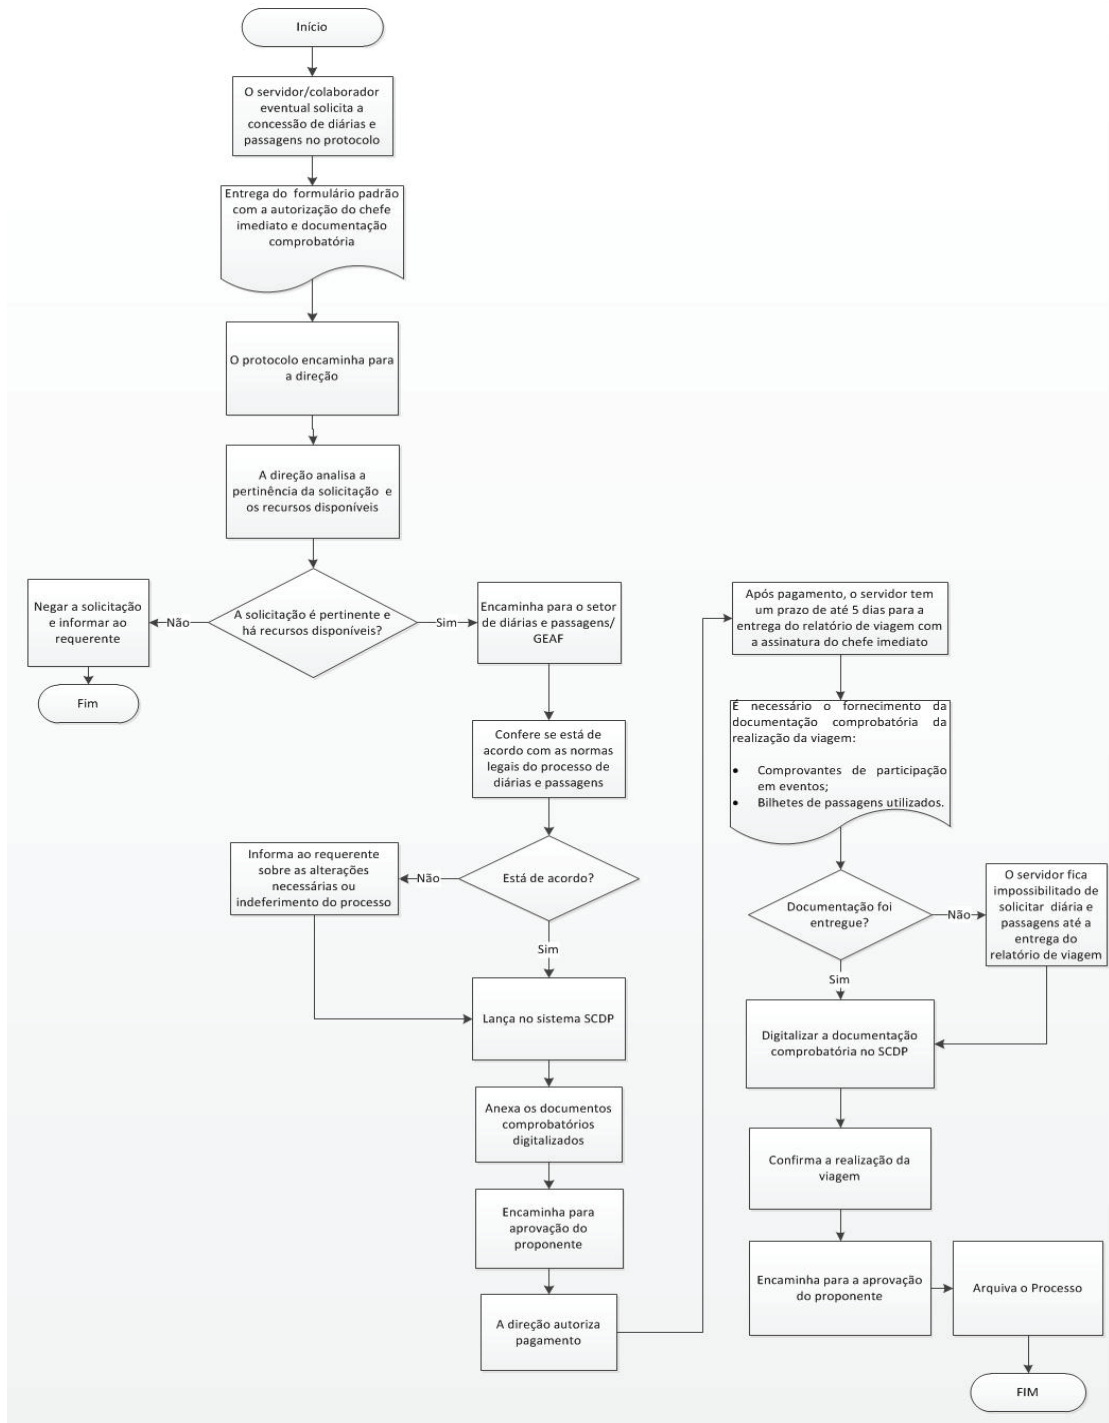 Início
O servidor/colaborador
eventual solicita a
concessão de diárias e
passagens no protocolo
Entrega do formulário padrão
com a autorização do chefe
imediato e documentação
comprobatória
O protocolo encaminha para
a direção
A direção analisa a
pertinência da solicitação e
os recursos disponíveis
A solicitação é pertinente e
há recursos disponíveis?
Não
Negar a solicitação
e informar ao
requerente
Fim
Sim
Encaminha para o setor
de diárias e passagens/
GEAF
Confere se está de
acordo com as normas
legais do processo de
diárias e passagens
Está de acordo?
Não
Informa ao requerente
sobre as alterações
necessárias ou
indeferimento do processo
Sim
Lança no sistema SCDP
Anexa os documentos
comprobatórios
digitalizados
Encaminha para
aprovação do
proponente
A direção autoriza
pagamento
Após pagamento, o servidor tem
um prazo de até 5 dias para a
entrega do relatório de viagem com
a assinatura do chefe imediato
É necessário o fornecimento da
documentação comprobatória da
realização da viagem:
• Comprovantes de participação
em eventos;
• Bilhetes de passagens utilizados.
Documentação foi
entregue?
Não
O servidor fica
impossibilitado de
solicitar diária e
passagens até a
entrega do
relatório de viagem
Sim
Digitalizar a documentação
comprobatória no SCDP
Confirma a realização da
viagem
Encaminha para a aprovação
do proponente
Arquiva o Processo
FIM